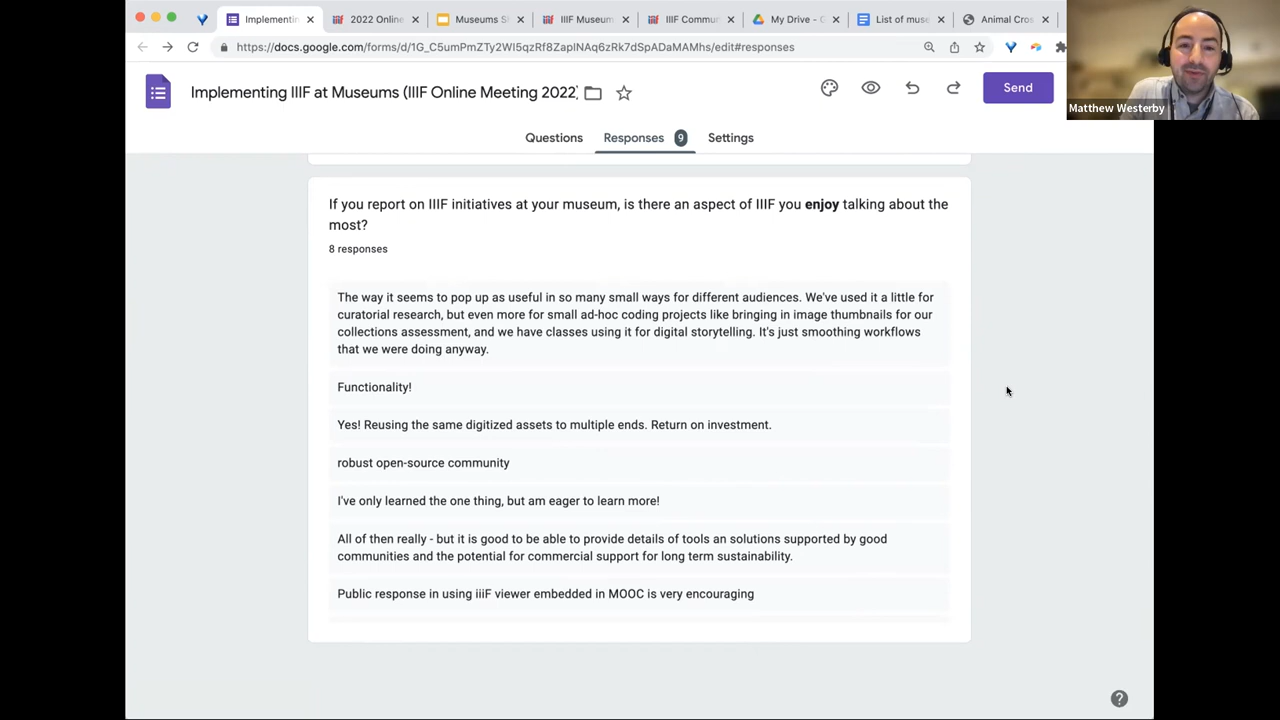 Implementin
2022 Online
Museums S
IIIF Museum
IIIF Commun
My Drive - G
List of muse
Animal Cros
https://docs.google.com/forms/d/1G_C5umPmZTy2WI5qzRf8ZaplNAq6zRk7dSpADaMAMhs/edit#responses
Implementing IIIF at Museums (IIIF Online Meeting 2022)
Send
Matthew Westerby
Questions
Responses 9
Settings
If you report on IIIF initiatives at your museum, is there an aspect of IIIF you enjoy talking about the
most?
8 responses
The way it seems to pop up as useful in so many small ways for different audiences. We've used it a little for
curatorial research, but even more for small ad-hoc coding projects like bringing in image thumbnails for our
collections assessment, and we have classes using it for digital storytelling. It's just smoothing workflows
that we were doing anyway.
Functionality!
Yes! Reusing the same digitized assets to multiple ends. Return on investment.
robust open-source community
I've only learned the one thing, but am eager to learn more!
All of then really - but it is good to be able to provide details of tools an solutions supported by good
communities and the potential for commercial support for long term sustainability.
Public response in using iiiF viewer embedded in MOOC is very encouraging